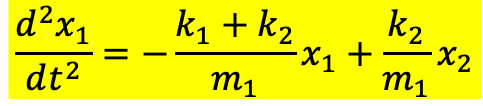 d²x₁/dt² = − (k₁ + k₂)/m₁ x₁ + k₂/m₁ x₂